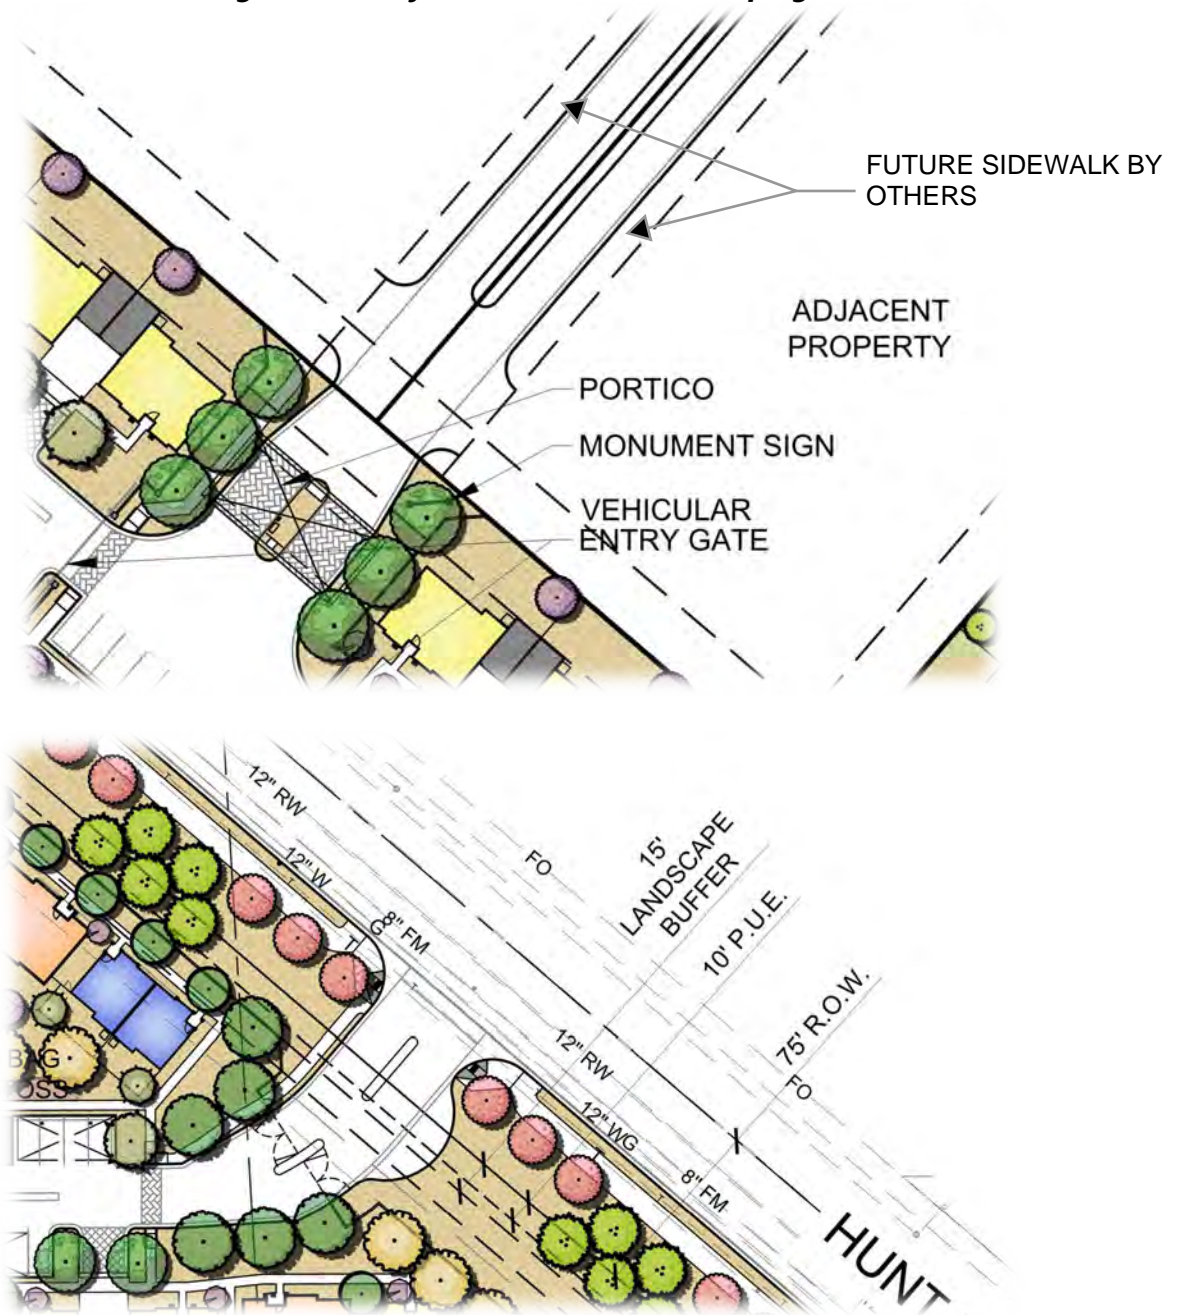 FUTURE SIDEWALK BY
OTHERS
ADJACENT
PROPERTY
PORTICO
MONUMENT SIGN
VEHICULAR
ENTRY GATE
12" RW
12" W
G
8" FM
FO
15'
LANDSCAPE
BUFFER
10' P.U.E.
75' R.O.W.
FO
12" RW
12" WG
8" FM
HUNT